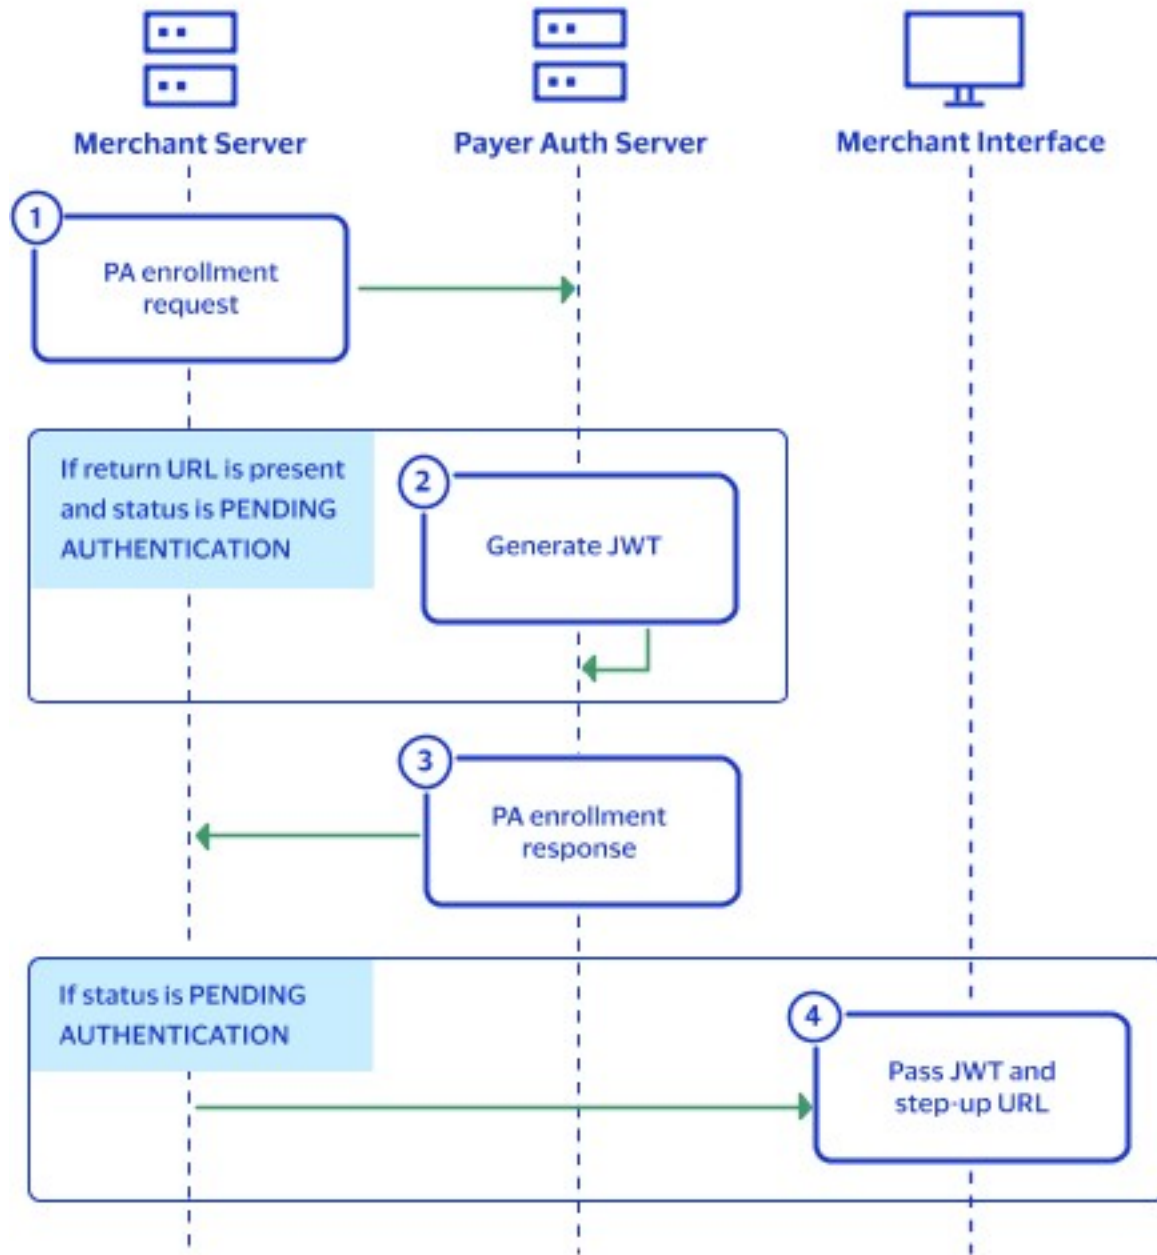 Merchant Server
Payer Auth Server
Merchant Interface
1
PA enrollment
request
If return URL is present
and status is PENDING
AUTHENTICATION
2
Generate JWT
3
PA enrollment
response
If status is PENDING
AUTHENTICATION
4
Pass JWT and
step-up URL